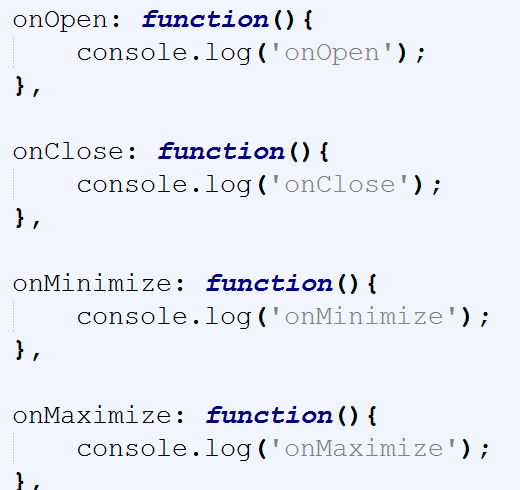 onOpen: function(){
    console.log('onOpen');
},

onClose: function(){
    console.log('onClose');
},

onMinimize: function(){
    console.log('onMinimize');
},

onMaximize: function(){
    console.log('onMaximize');
},